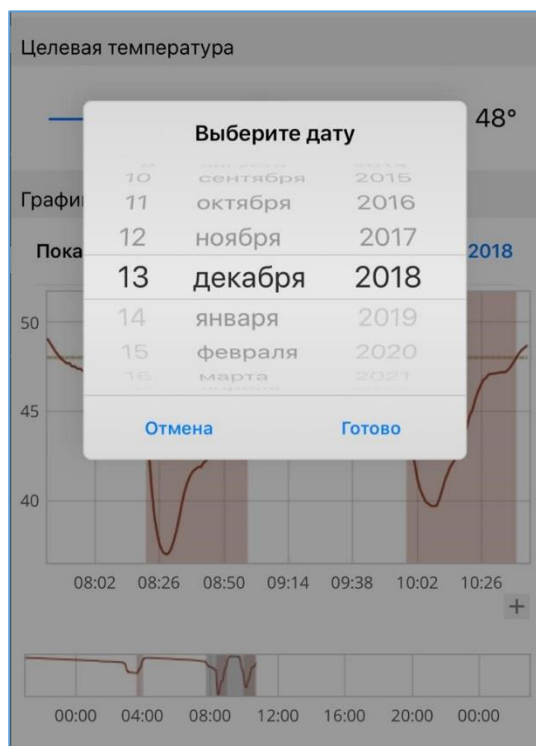 Целевая температура
48°
Выберите дату
10 сентября 2015
11 октября 2016
12 ноября 2017
13 декабря 2018
14 января 2019
15 февраля 2020
16 марта 2021
Отмена Готово
Пока 2018
50
45
40
08:02 08:26 08:50 09:14 09:38 10:02 10:26
+
00:00 04:00 08:00 12:00 16:00 20:00 00:00